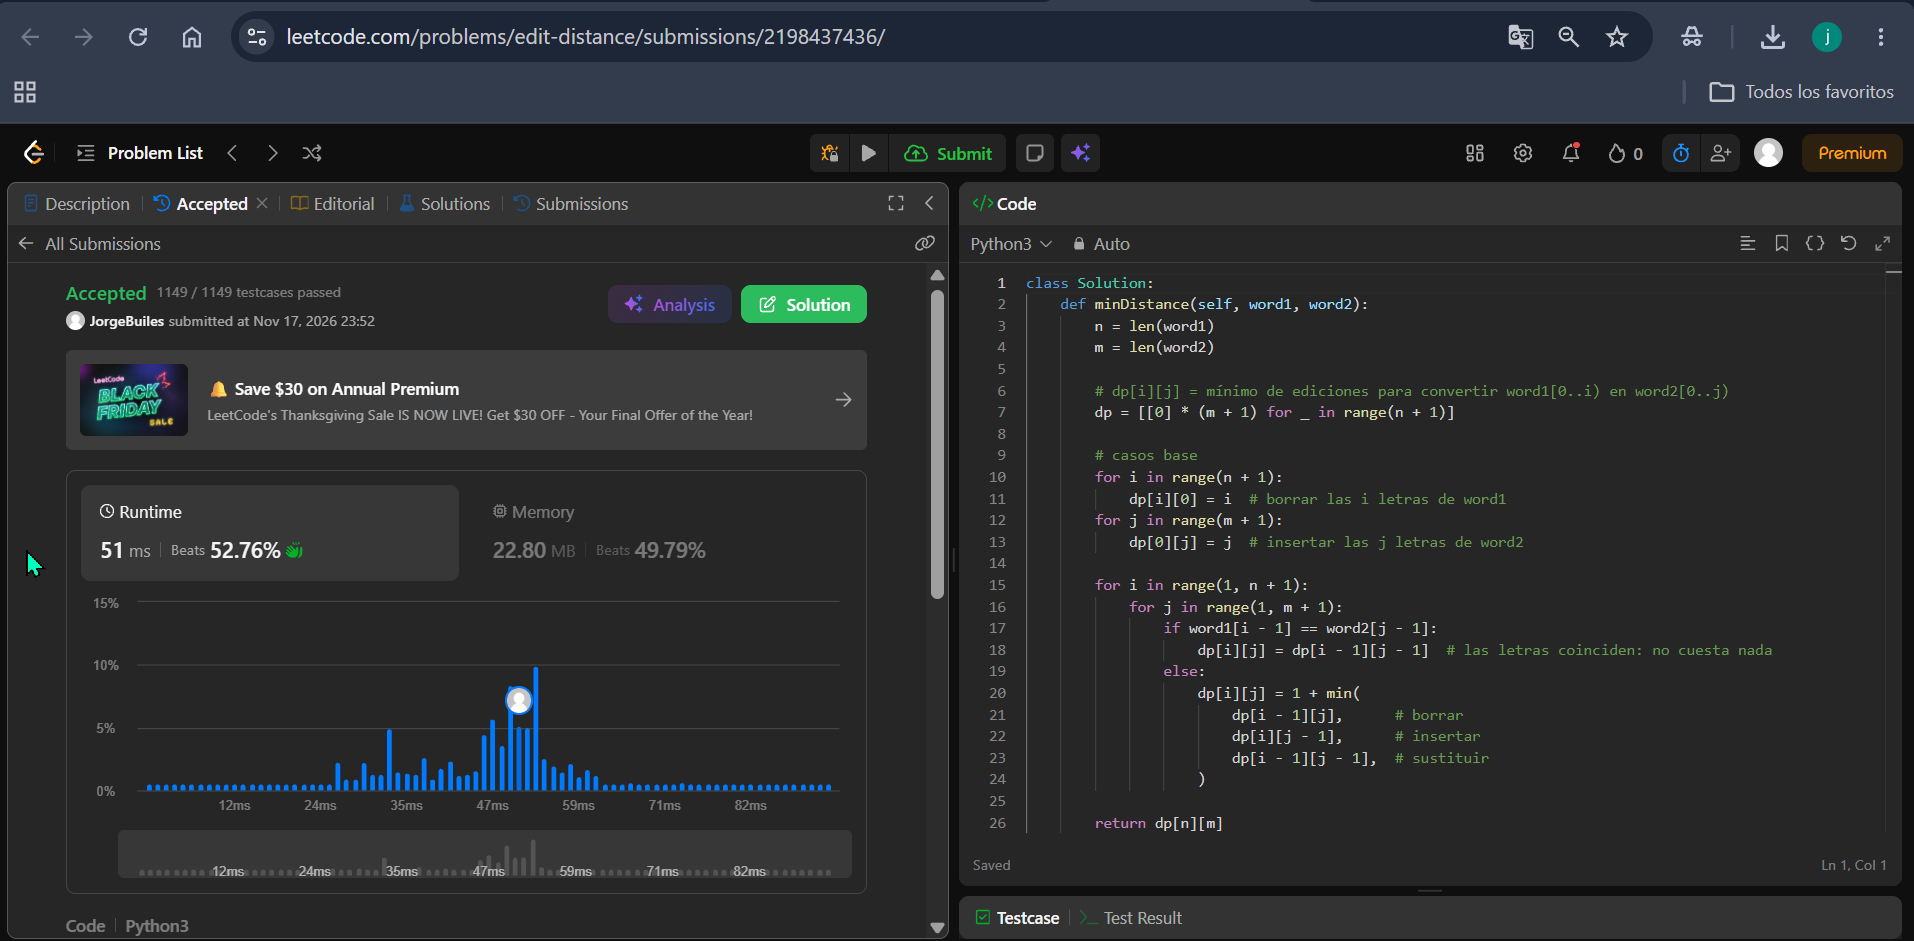 leetcode.com/problems/edit-distance/submissions/2198437436/
j
Todos los favoritos
Problem List
Submit
0
Premium
Description
Accepted
Editorial
Solutions
Submissions
All Submissions
Accepted 1149 / 1149 testcases passed
JorgeBuiles submitted at Nov 17, 2026 23:52
Analysis
Solution
LeetCode
BLACK
FRIDAY
SALE
Save $30 on Annual Premium
LeetCode's Thanksgiving Sale IS NOW LIVE! Get $30 OFF - Your Final Offer of the Year!
Runtime
51 ms Beats 52.76%
Memory
22.80 MB Beats 49.79%
15%
10%
5%
0%
12ms 24ms 35ms 47ms 59ms 71ms 82ms
12ms 24ms 35ms 47ms 59ms 71ms 82ms
Code Python3
</> Code
Python3 Auto
1 class Solution:
2     def minDistance(self, word1, word2):
3         n = len(word1)
4         m = len(word2)
5
6         # dp[i][j] = mínimo de ediciones para convertir word1[0..i) en word2[0..j)
7         dp = [[0] * (m + 1) for _ in range(n + 1)]
8
9         # casos base
10         for i in range(n + 1):
11             dp[i][0] = i  # borrar las i letras de word1
12         for j in range(m + 1):
13             dp[0][j] = j  # insertar las j letras de word2
14
15         for i in range(1, n + 1):
16             for j in range(1, m + 1):
17                 if word1[i - 1] == word2[j - 1]:
18                     dp[i][j] = dp[i - 1][j - 1]  # las letras coinciden: no cuesta nada
19                 else:
20                     dp[i][j] = 1 + min(
21                         dp[i - 1][j],      # borrar
22                         dp[i][j - 1],      # insertar
23                         dp[i - 1][j - 1],  # sustituir
24                     )
25
26         return dp[n][m]
Saved
Ln 1, Col 1
Testcase
Test Result